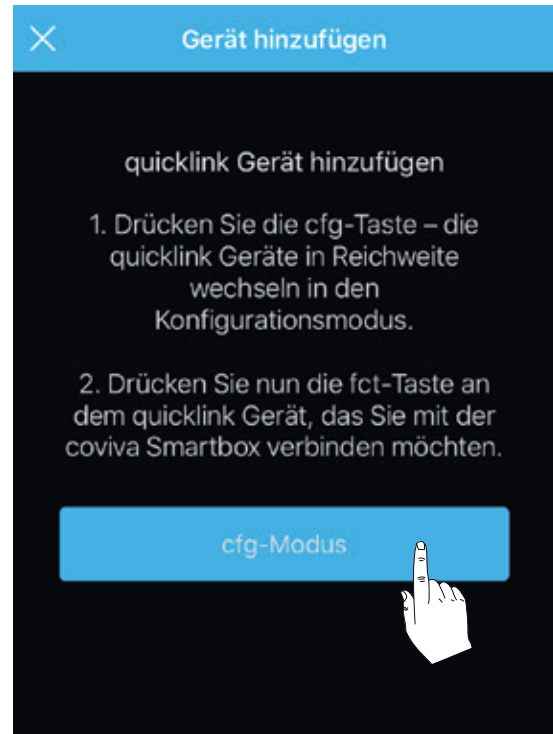 Gerät hinzufügen
quicklink Gerät hinzufügen
1. Drücken Sie die cfg-Taste – die
quicklink Geräte in Reichweite
wechseln in den
Konfigurationsmodus.
2. Drücken Sie nun die fct-Taste an
dem quicklink Gerät, das Sie mit der
coviva Smartbox verbinden möchten.
cfg-Modus